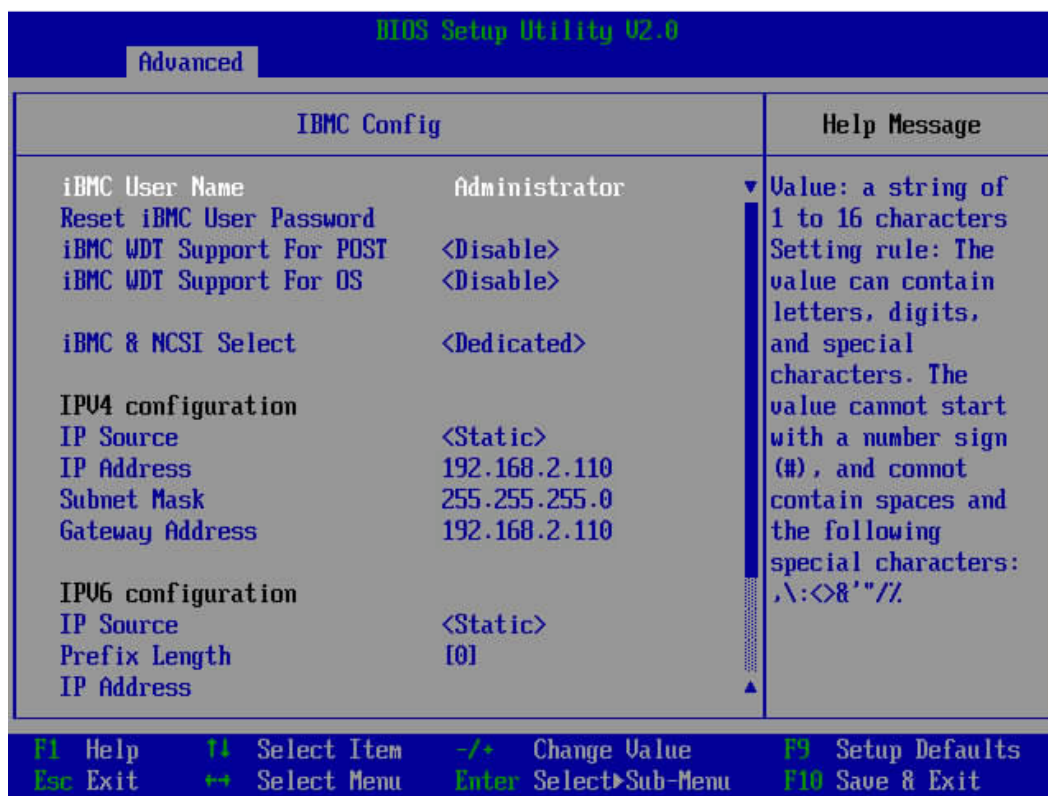 BIOS Setup Utility V2.0
Advanced
IBMC Config
iBMC User Name Administrator
Reset iBMC User Password
iBMC WDT Support For POST <Disable>
iBMC WDT Support For OS <Disable>
iBMC & NCSI Select <Dedicated>
IPV4 configuration
IP Source <Static>
IP Address 192.168.2.110
Subnet Mask 255.255.255.0
Gateway Address 192.168.2.110
IPV6 configuration
IP Source <Static>
Prefix Length [0]
IP Address
Help Message
Value: a string of
1 to 16 characters
Setting rule: The
value can contain
letters, digits,
and special
characters. The
value cannot start
with a number sign
(#), and connot
contain spaces and
the following
special characters:
,\:<>&'"/%
F1 Help ↑↓ Select Item -/+ Change Value F9 Setup Defaults
Esc Exit ←→ Select Menu Enter Select▶Sub-Menu F10 Save & Exit